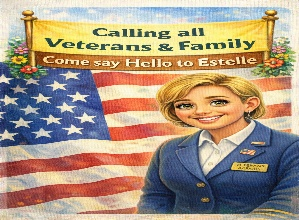 Calling all
Veterans & Family
Come say Hello to Estelle